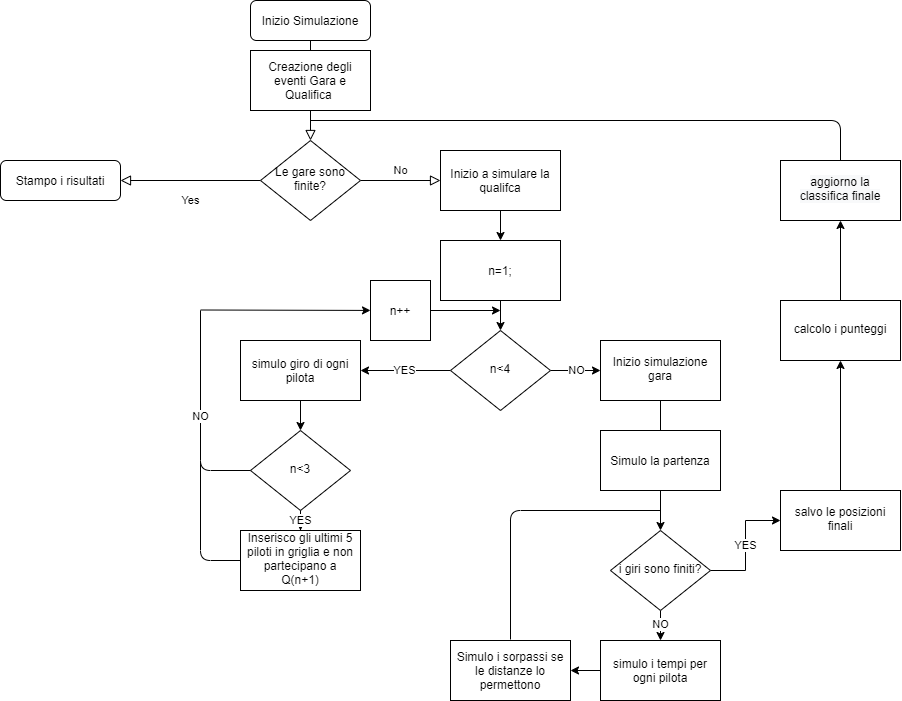 Inizio Simulazione
Creazione degli
eventi Gara e
Qualifica
Le gare sono
finite?
Yes
Stampo i risultati
No
Inizio a simulare la
qualifca
n=1;
n++
n<4
YES
simulo giro di ogni
pilota
n<3
NO
YES
Inserisco gli ultimi 5
piloti in griglia e non
partecipano a
Q(n+1)
NO
Inizio simulazione
gara
Simulo la partenza
i giri sono finiti?
NO
simulo i tempi per
ogni pilota
Simulo i sorpassi se
le distanze lo
permettono
YES
salvo le posizioni
finali
calcolo i punteggi
aggiorno la
classifica finale